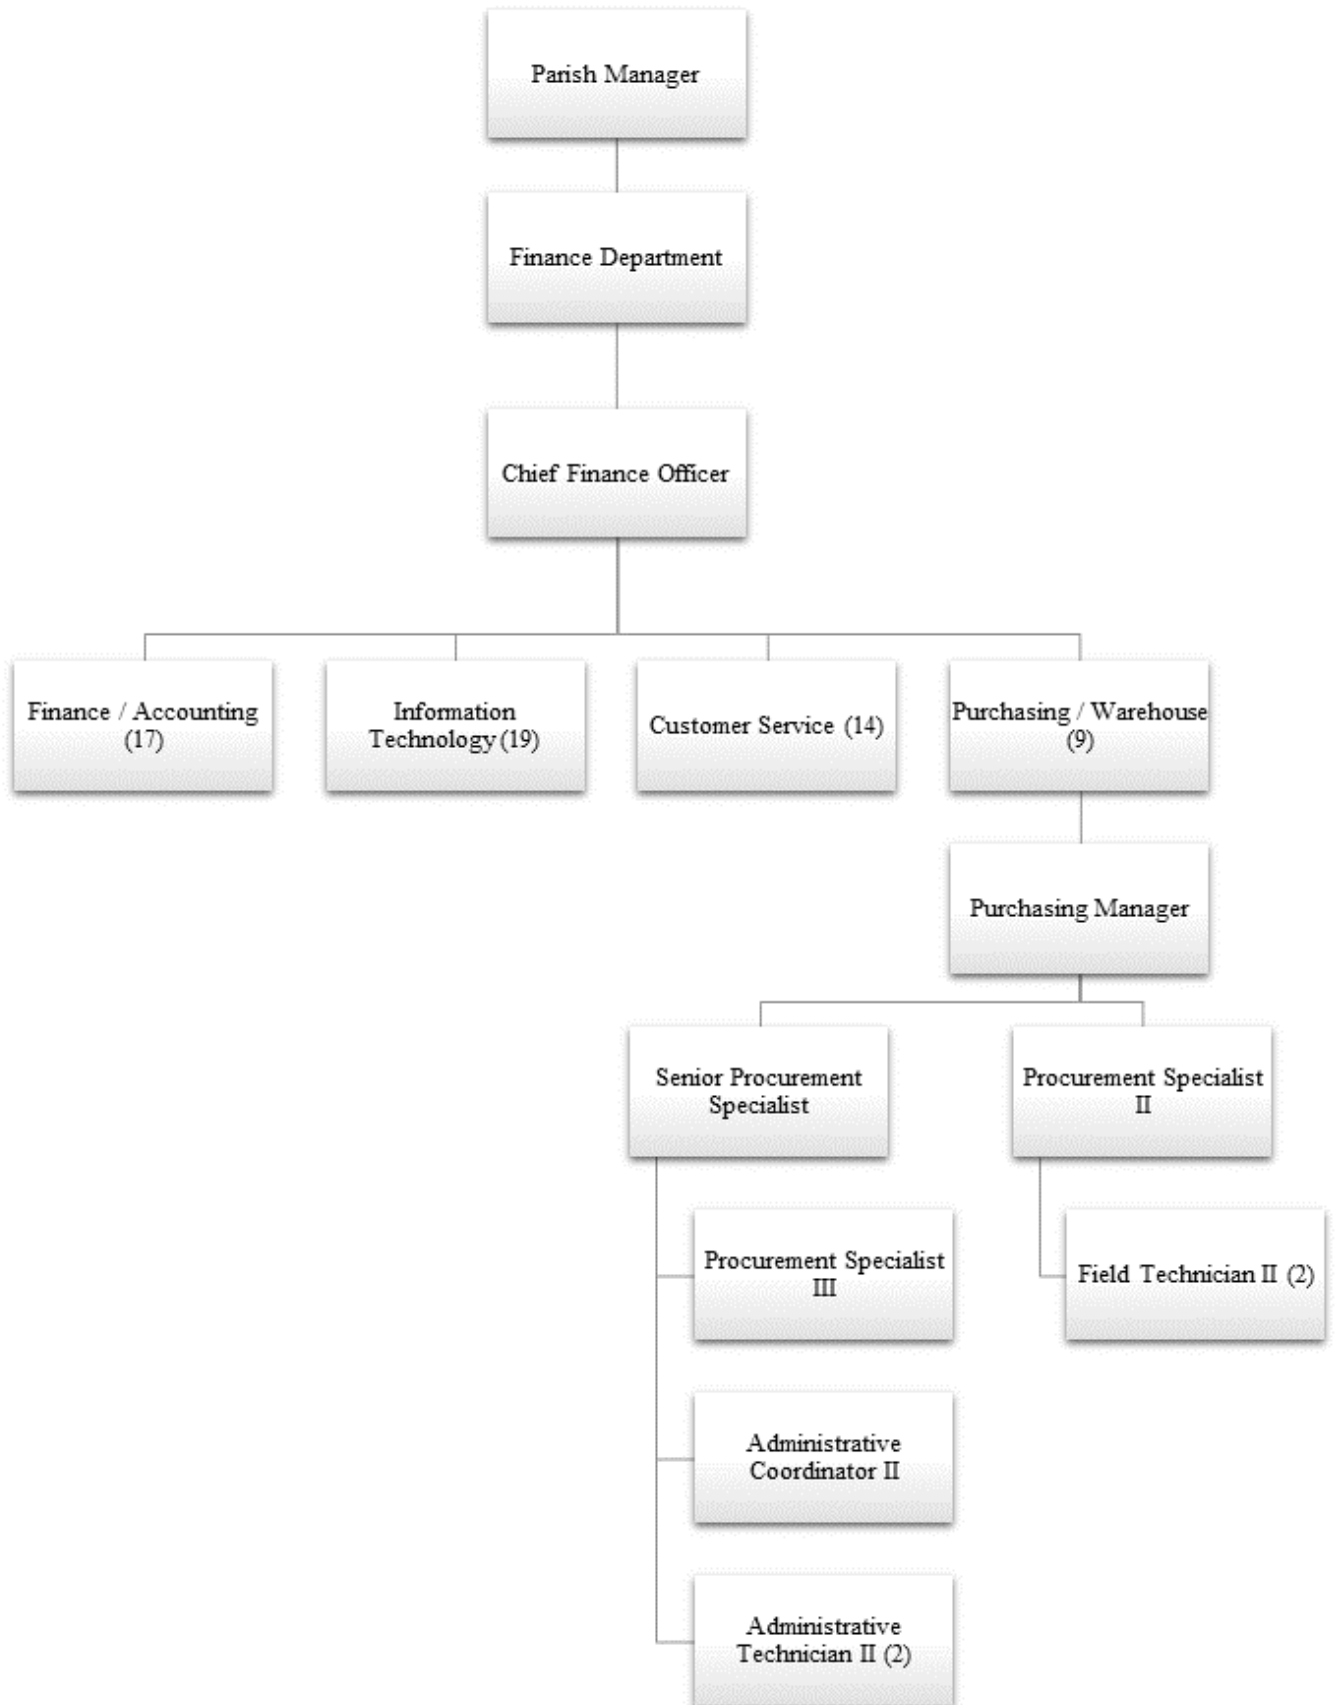 Parish Manager
Finance Department
Chief Finance Officer
Finance / Accounting
(17)
Information
Technology (19)
Customer Service (14)
Purchasing / Warehouse
(9)
Purchasing Manager
Senior Procurement
Specialist
Procurement Specialist
II
Procurement Specialist
III
Field Technician II (2)
Administrative
Coordinator II
Administrative
Technician II (2)